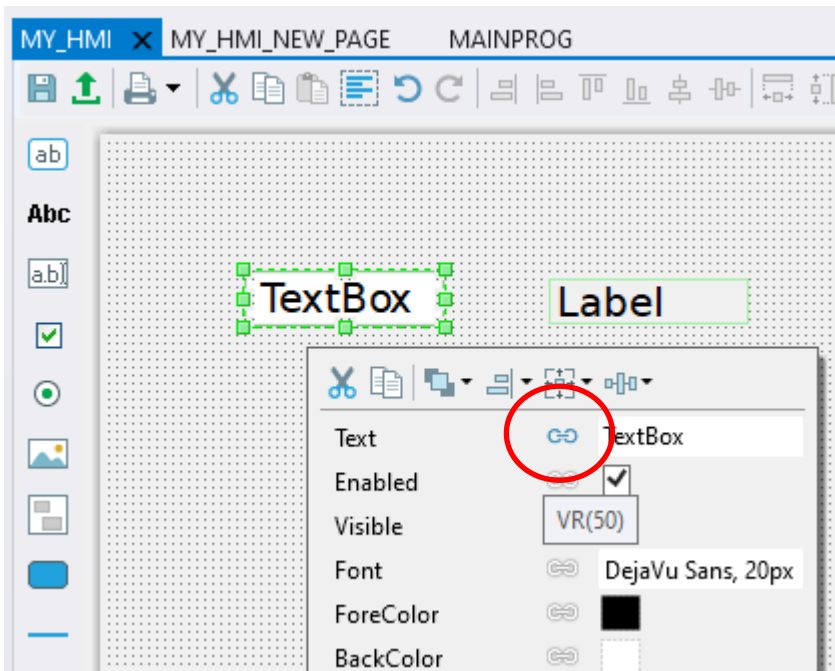 MY_HMI MY_HMI_NEW_PAGE MAINPROG
ab
Abc
a.b
TextBox Label
Text TextBox
Enabled
Visible VR(50)
Font DejaVu Sans, 20px
ForeColor
BackColor